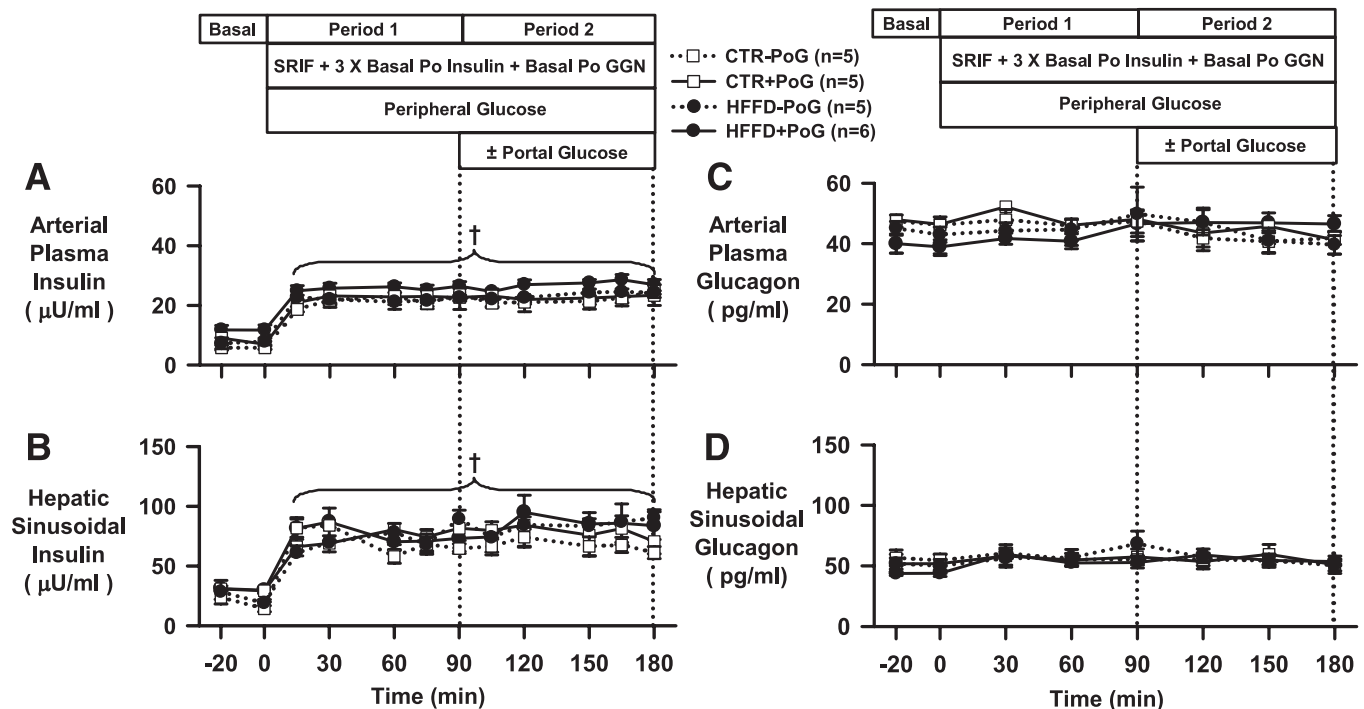 Basal Period 1 Period 2
SRIF + 3 X Basal Po Insulin + Basal Po GGN
Peripheral Glucose
± Portal Glucose
CTR-PoG (n=5)
CTR+PoG (n=5)
HFFD-PoG (n=5)
HFFD+PoG (n=6)
Basal Period 1 Period 2
SRIF + 3 X Basal Po Insulin + Basal Po GGN
Peripheral Glucose
± Portal Glucose
A
Arterial
Plasma
Insulin
( μU/ml )
60
40
20
0
†
B
Hepatic
Sinusoidal
Insulin
( μU/ml )
150
100
50
0
†
-20 0 30 60 90 120 150 180
Time (min)
C
Arterial
Plasma
Glucagon
( pg/ml)
60
40
20
0
D
Hepatic
Sinusoidal
Glucagon
( pg/ml)
150
100
50
0
-20 0 30 60 90 120 150 180
Time (min)